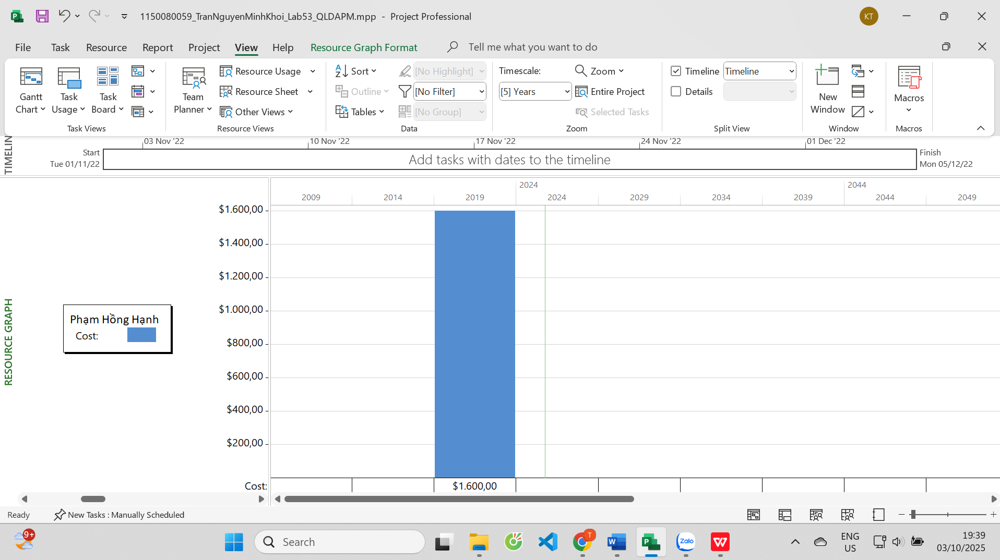 1150080059_TranNguyenMinhKhoi_Lab53_QLDAPM.mpp - Project Professional
KT
File Task Resource Report Project View Help Resource Graph Format Tell me what you want to do
Gantt Chart
Task Usage
Task Board
Task Views
Team Planner
Resource Usage
Resource Sheet
Other Views
Resource Views
Sort
Outline
Tables
[No Highlight]
[No Filter]
[No Group]
Data
Timescale:
[5] Years
Zoom
Entire Project
Selected Tasks
Zoom
Timeline Timeline
Details
Split View
New Window
Window
Macros
Macros
TIMELIN
03 Nov '22 10 Nov '22 17 Nov '22 24 Nov '22 01 Dec '22
Start
Tue 01/11/22
Add tasks with dates to the timeline
Finish
Mon 05/12/22
RESOURCE GRAPH
2024 2044
2009 2014 2019 2024 2029 2034 2039 2044 2049
$1.600,00
$1.400,00
$1.200,00
$1.000,00
$800,00
$600,00
$400,00
$200,00
Phạm Hồng Hạnh
Cost:
Cost: $1.600,00
Ready New Tasks : Manually Scheduled
9+
Search
T
Zalo
ENG
US
19:39
03/10/2025